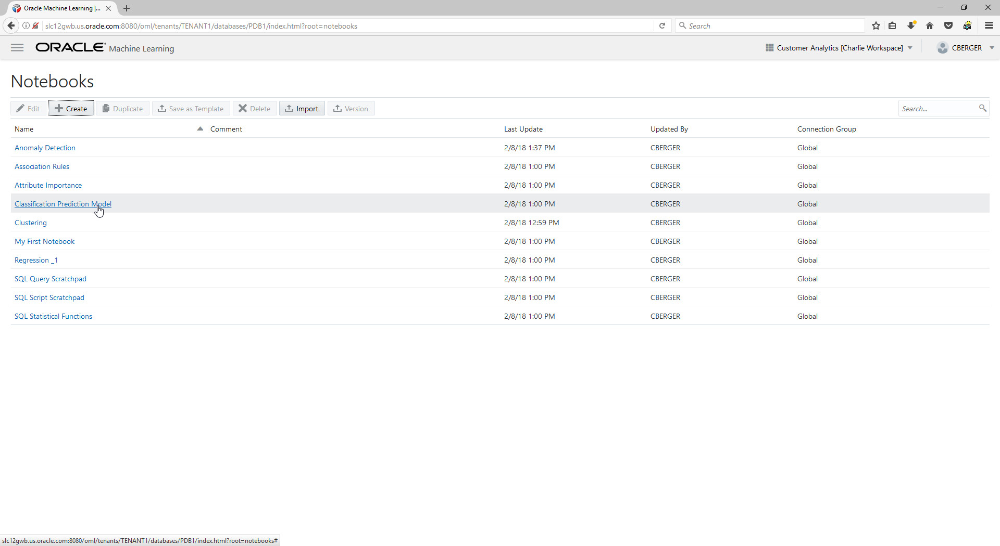 Oracle Machine Learning |...
slc12gwb.us.oracle.com:8080/oml/tenants/TENANT1/databases/PDB1/index.html?root=notebooks
Search
ORACLE Machine Learning
Customer Analytics [Charlie Workspace]
CBERGER
Notebooks
Edit Create Duplicate Save as Template Delete Import Version Search...
Name Comment Last Update Updated By Connection Group
Anomaly Detection 2/8/18 1:37 PM CBERGER Global
Association Rules 2/8/18 1:00 PM CBERGER Global
Attribute Importance 2/8/18 1:00 PM CBERGER Global
Classification Prediction Model 2/8/18 1:00 PM CBERGER Global
Clustering 2/8/18 12:59 PM CBERGER Global
My First Notebook 2/8/18 1:00 PM CBERGER Global
Regression _1 2/8/18 1:00 PM CBERGER Global
SQL Query Scratchpad 2/8/18 1:00 PM CBERGER Global
SQL Script Scratchpad 2/8/18 1:00 PM CBERGER Global
SQL Statistical Functions 2/8/18 1:00 PM CBERGER Global
slc12gwb.us.oracle.com:8080/oml/tenants/TENANT1/databases/PDB1/index.html?root=notebooks#